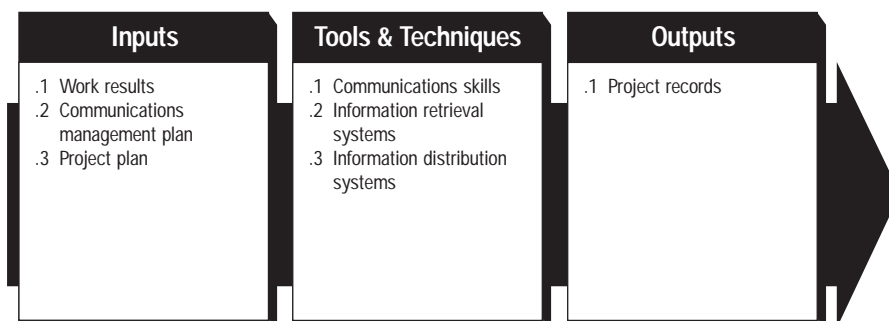 Inputs
.1 Work results
.2 Communications
management plan
.3 Project plan
Tools & Techniques
.1 Communications skills
.2 Information retrieval
systems
.3 Information distribution
systems
Outputs
.1 Project records